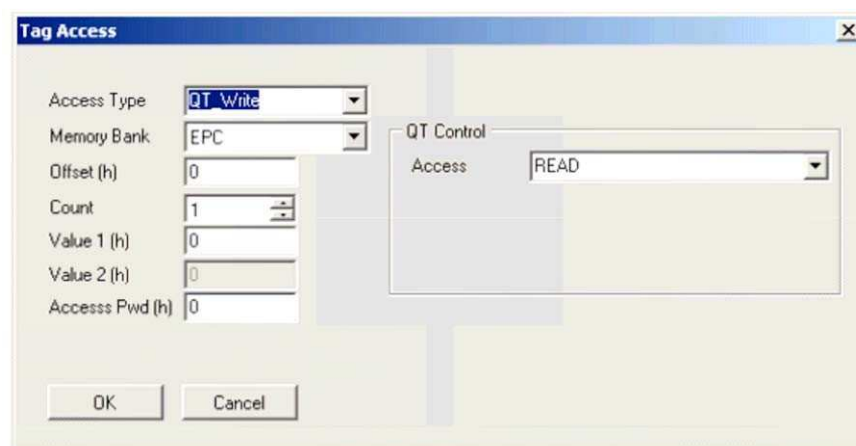 Tag Access
Access Type QT_Write
Memory Bank EPC
QT Control
Offset (h) 0
Access READ
Count 1
Value 1 (h) 0
Value 2 (h) 0
Accesss Pwd (h) 0
OK Cancel